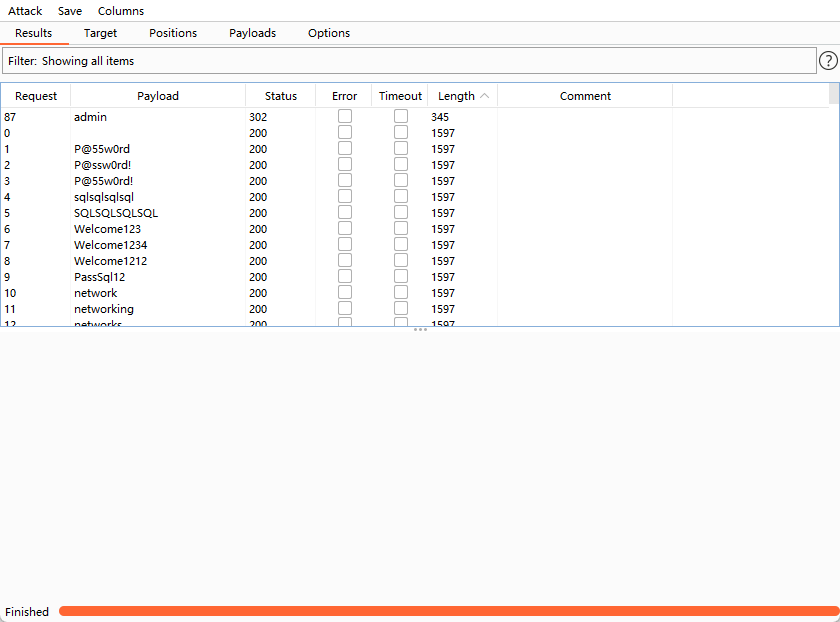 Attack Save Columns
Results Target Positions Payloads Options
Filter: Showing all items
?
Request Payload Status Error Timeout Length Comment
87 admin 302 345
0 200 1597
1 P@55w0rd 200 1597
2 P@ssw0rd! 200 1597
3 P@55w0rd! 200 1597
4 sqlsqlsqlsql 200 1597
5 SQLSQLSQLSQL 200 1597
6 Welcome123 200 1597
7 Welcome1234 200 1597
8 Welcome1212 200 1597
9 PassSql12 200 1597
10 network 200 1597
11 networking 200 1597
12 networks 200 1597
Finished